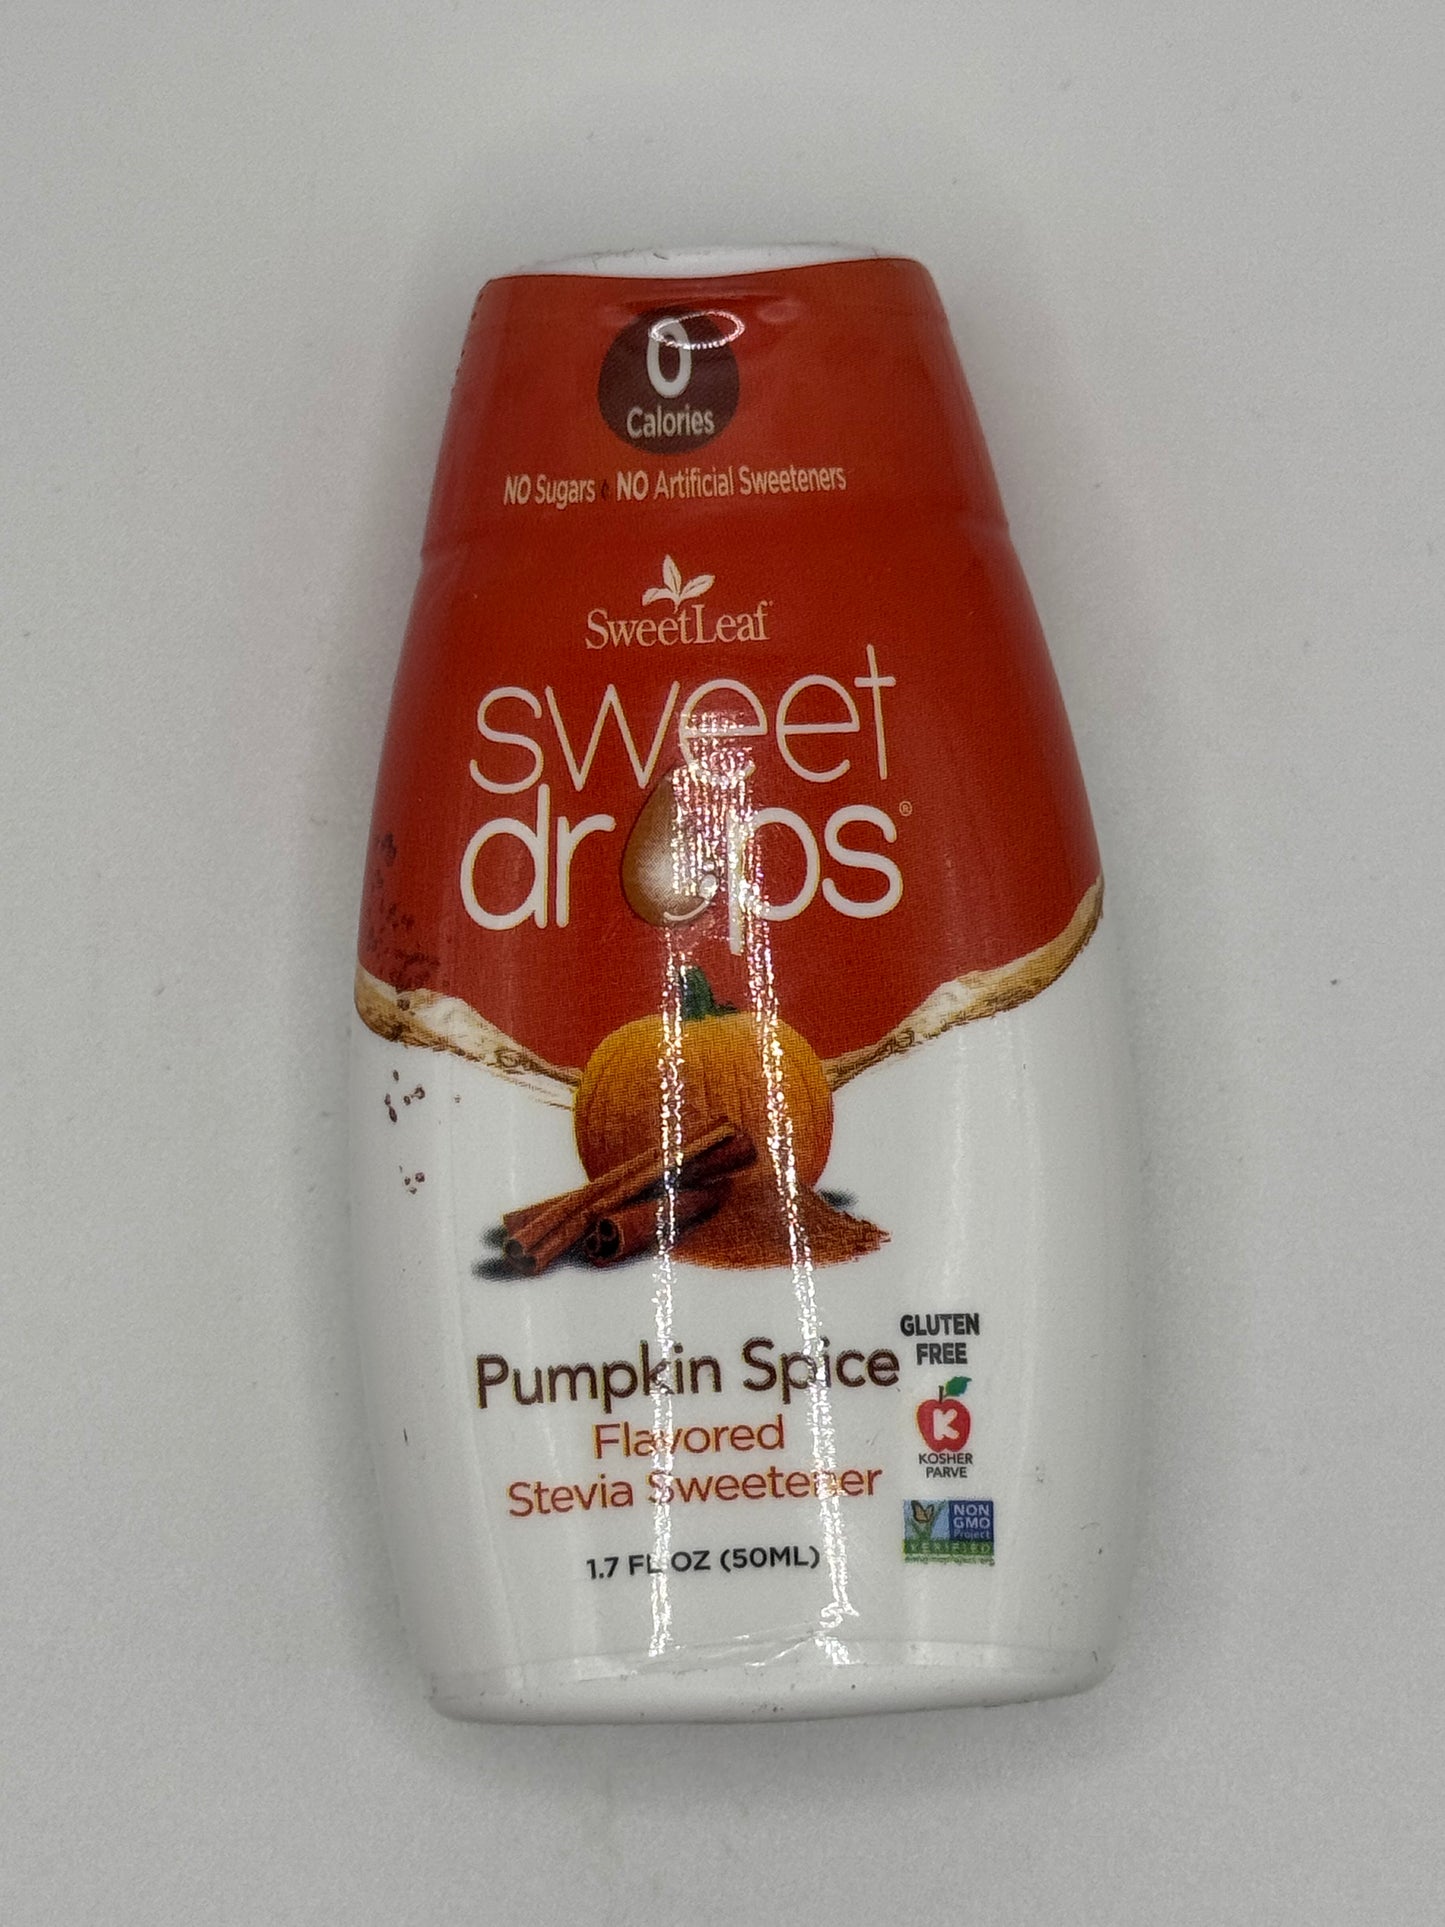 0
Calories
NO Sugars NO Artificial Sweeteners
SweetLeaf
sweet
drops®
Pumpkin Spice
Flavored
Stevia Sweetener
1.7 FL OZ (50ML)
GLUTEN
FREE
K
KOSHER
PARVE
NON
GMO
Project
VERIFIED